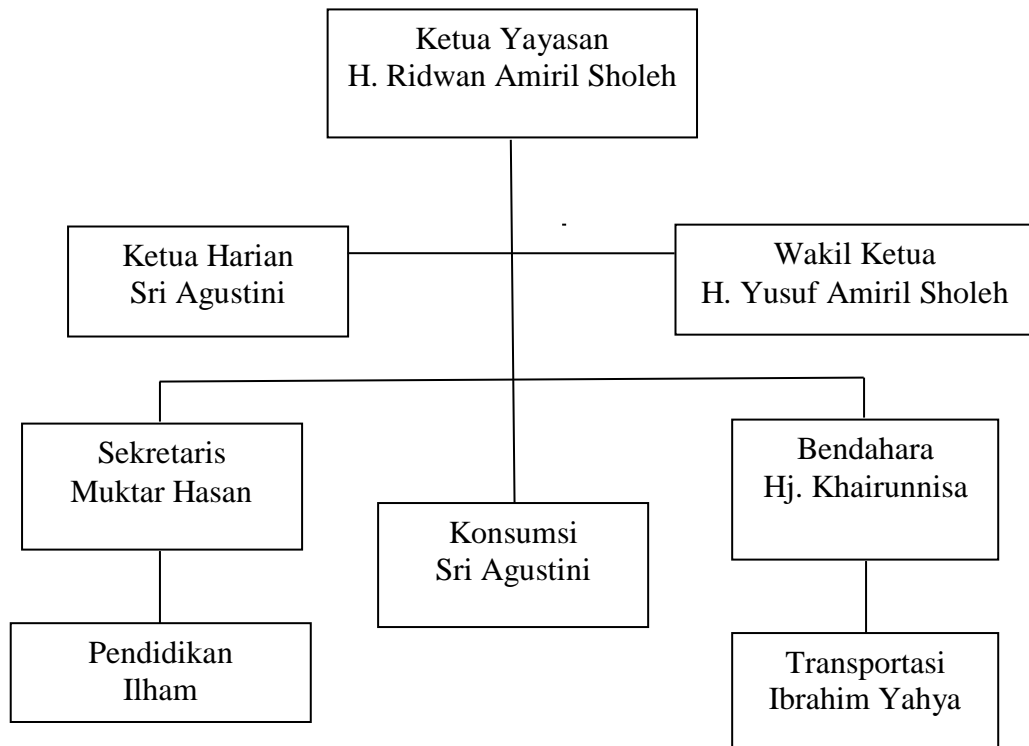 Ketua Yayasan
H. Ridwan Amiril Sholeh
-
Ketua Harian
Sri Agustini
Wakil Ketua
H. Yusuf Amiril Sholeh
Sekretaris
Muktar Hasan
Konsumsi
Sri Agustini
Bendahara
Hj. Khairunnisa
Pendidikan
Ilham
Transportasi
Ibrahim Yahya